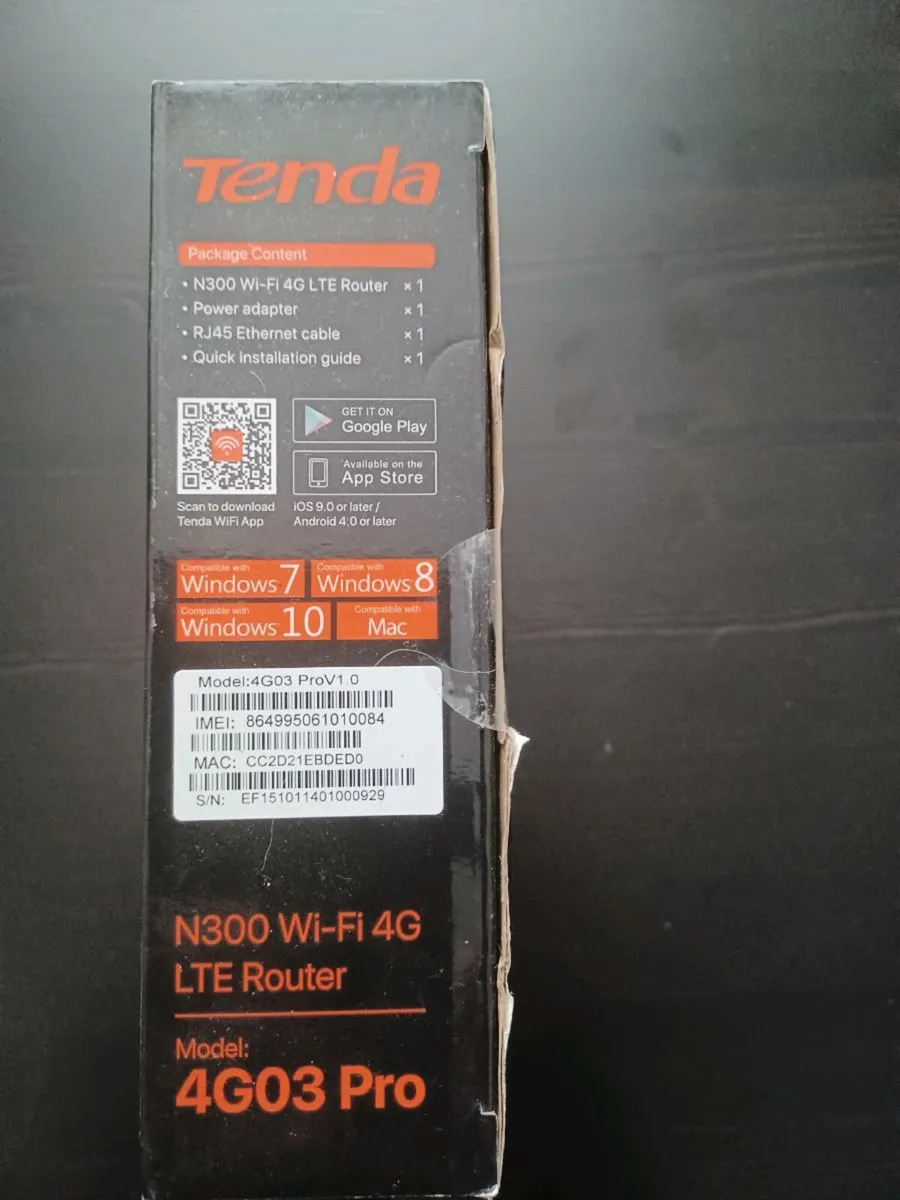 Tenda
Package Content
• N300 Wi-Fi 4G LTE Router × 1
• Power adapter × 1
• RJ45 Ethernet cable × 1
• Quick installation guide × 1
GET IT ON
Google Play
Available on the
App Store
Scan to download
Tenda WiFi App
iOS 9.0 or later /
Android 4.0 or later
Compatible with
Windows 7
Compatible with
Windows 8
Compatible with
Windows 10
Compatible with
Mac
Model:4G03 ProV1.0
IMEI: 864995061010084
MAC: CC2D21EBDED0
S/N: EF151011401000929
N300 Wi-Fi 4G
LTE Router
Model:
4G03 Pro